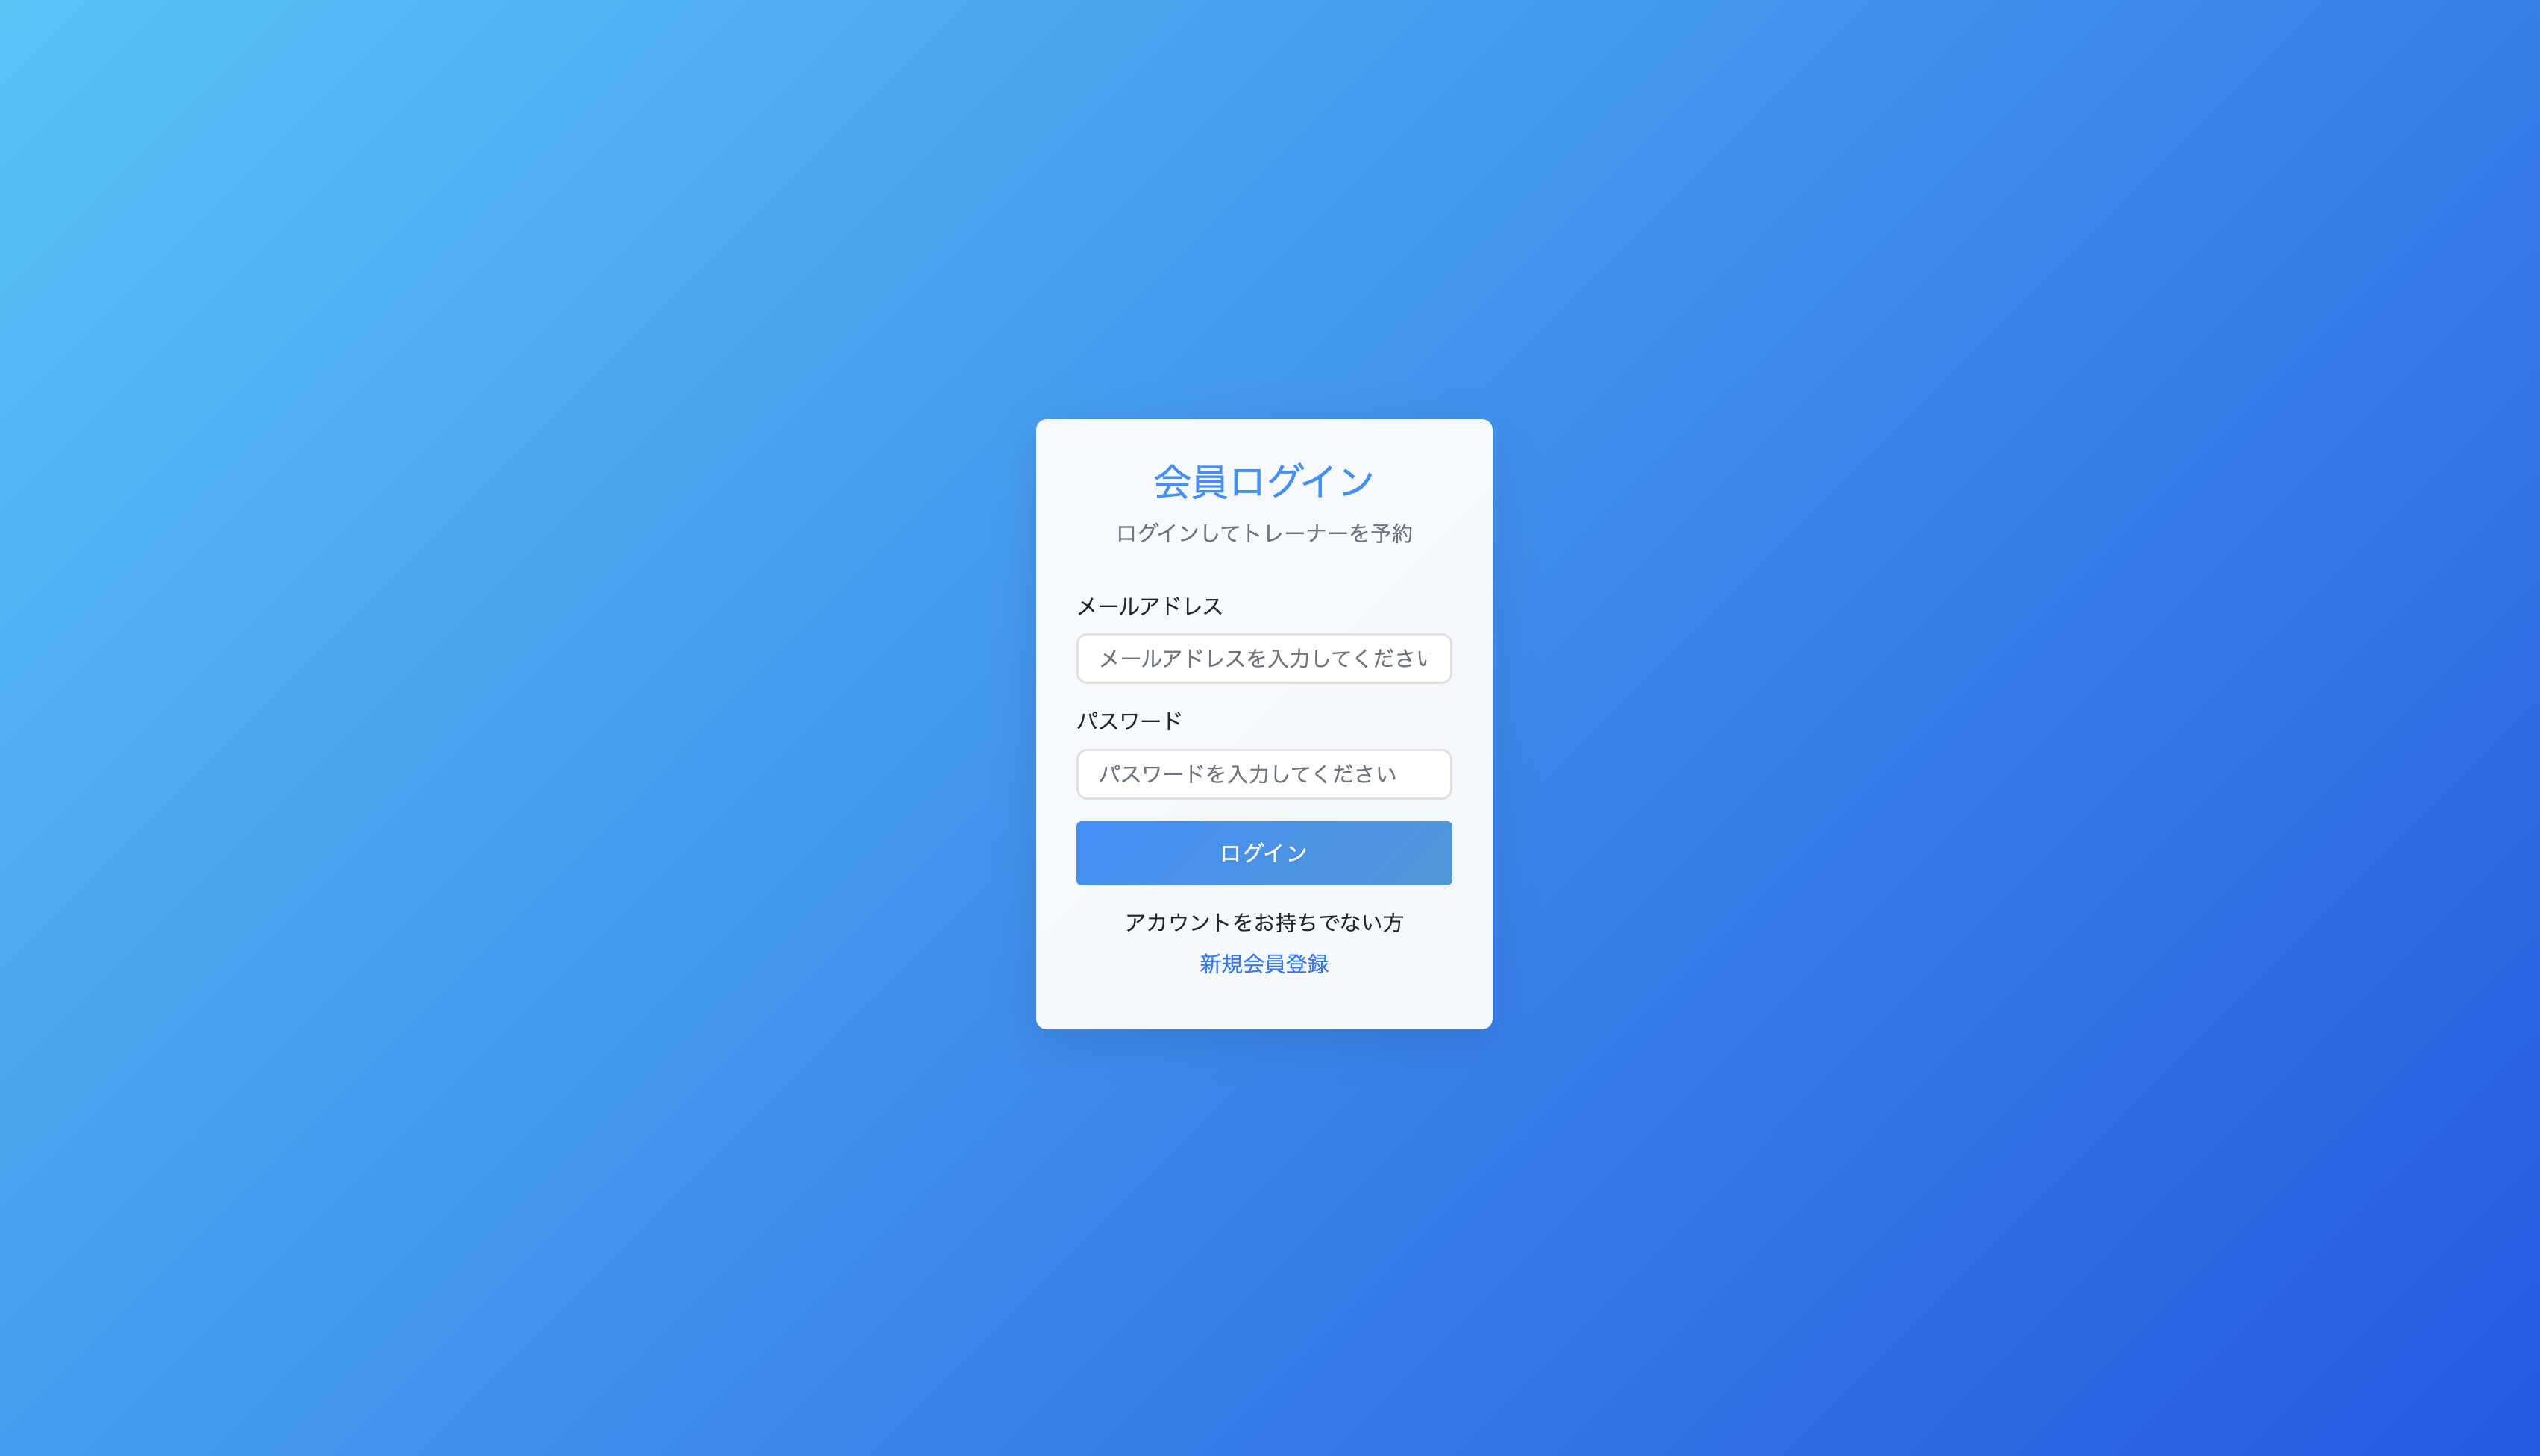 会員ログイン
ログインしてトレーナーを予約
メールアドレス
メールアドレスを入力してください
パスワード
パスワードを入力してください
ログイン
アカウントをお持ちでない方
新規会員登録